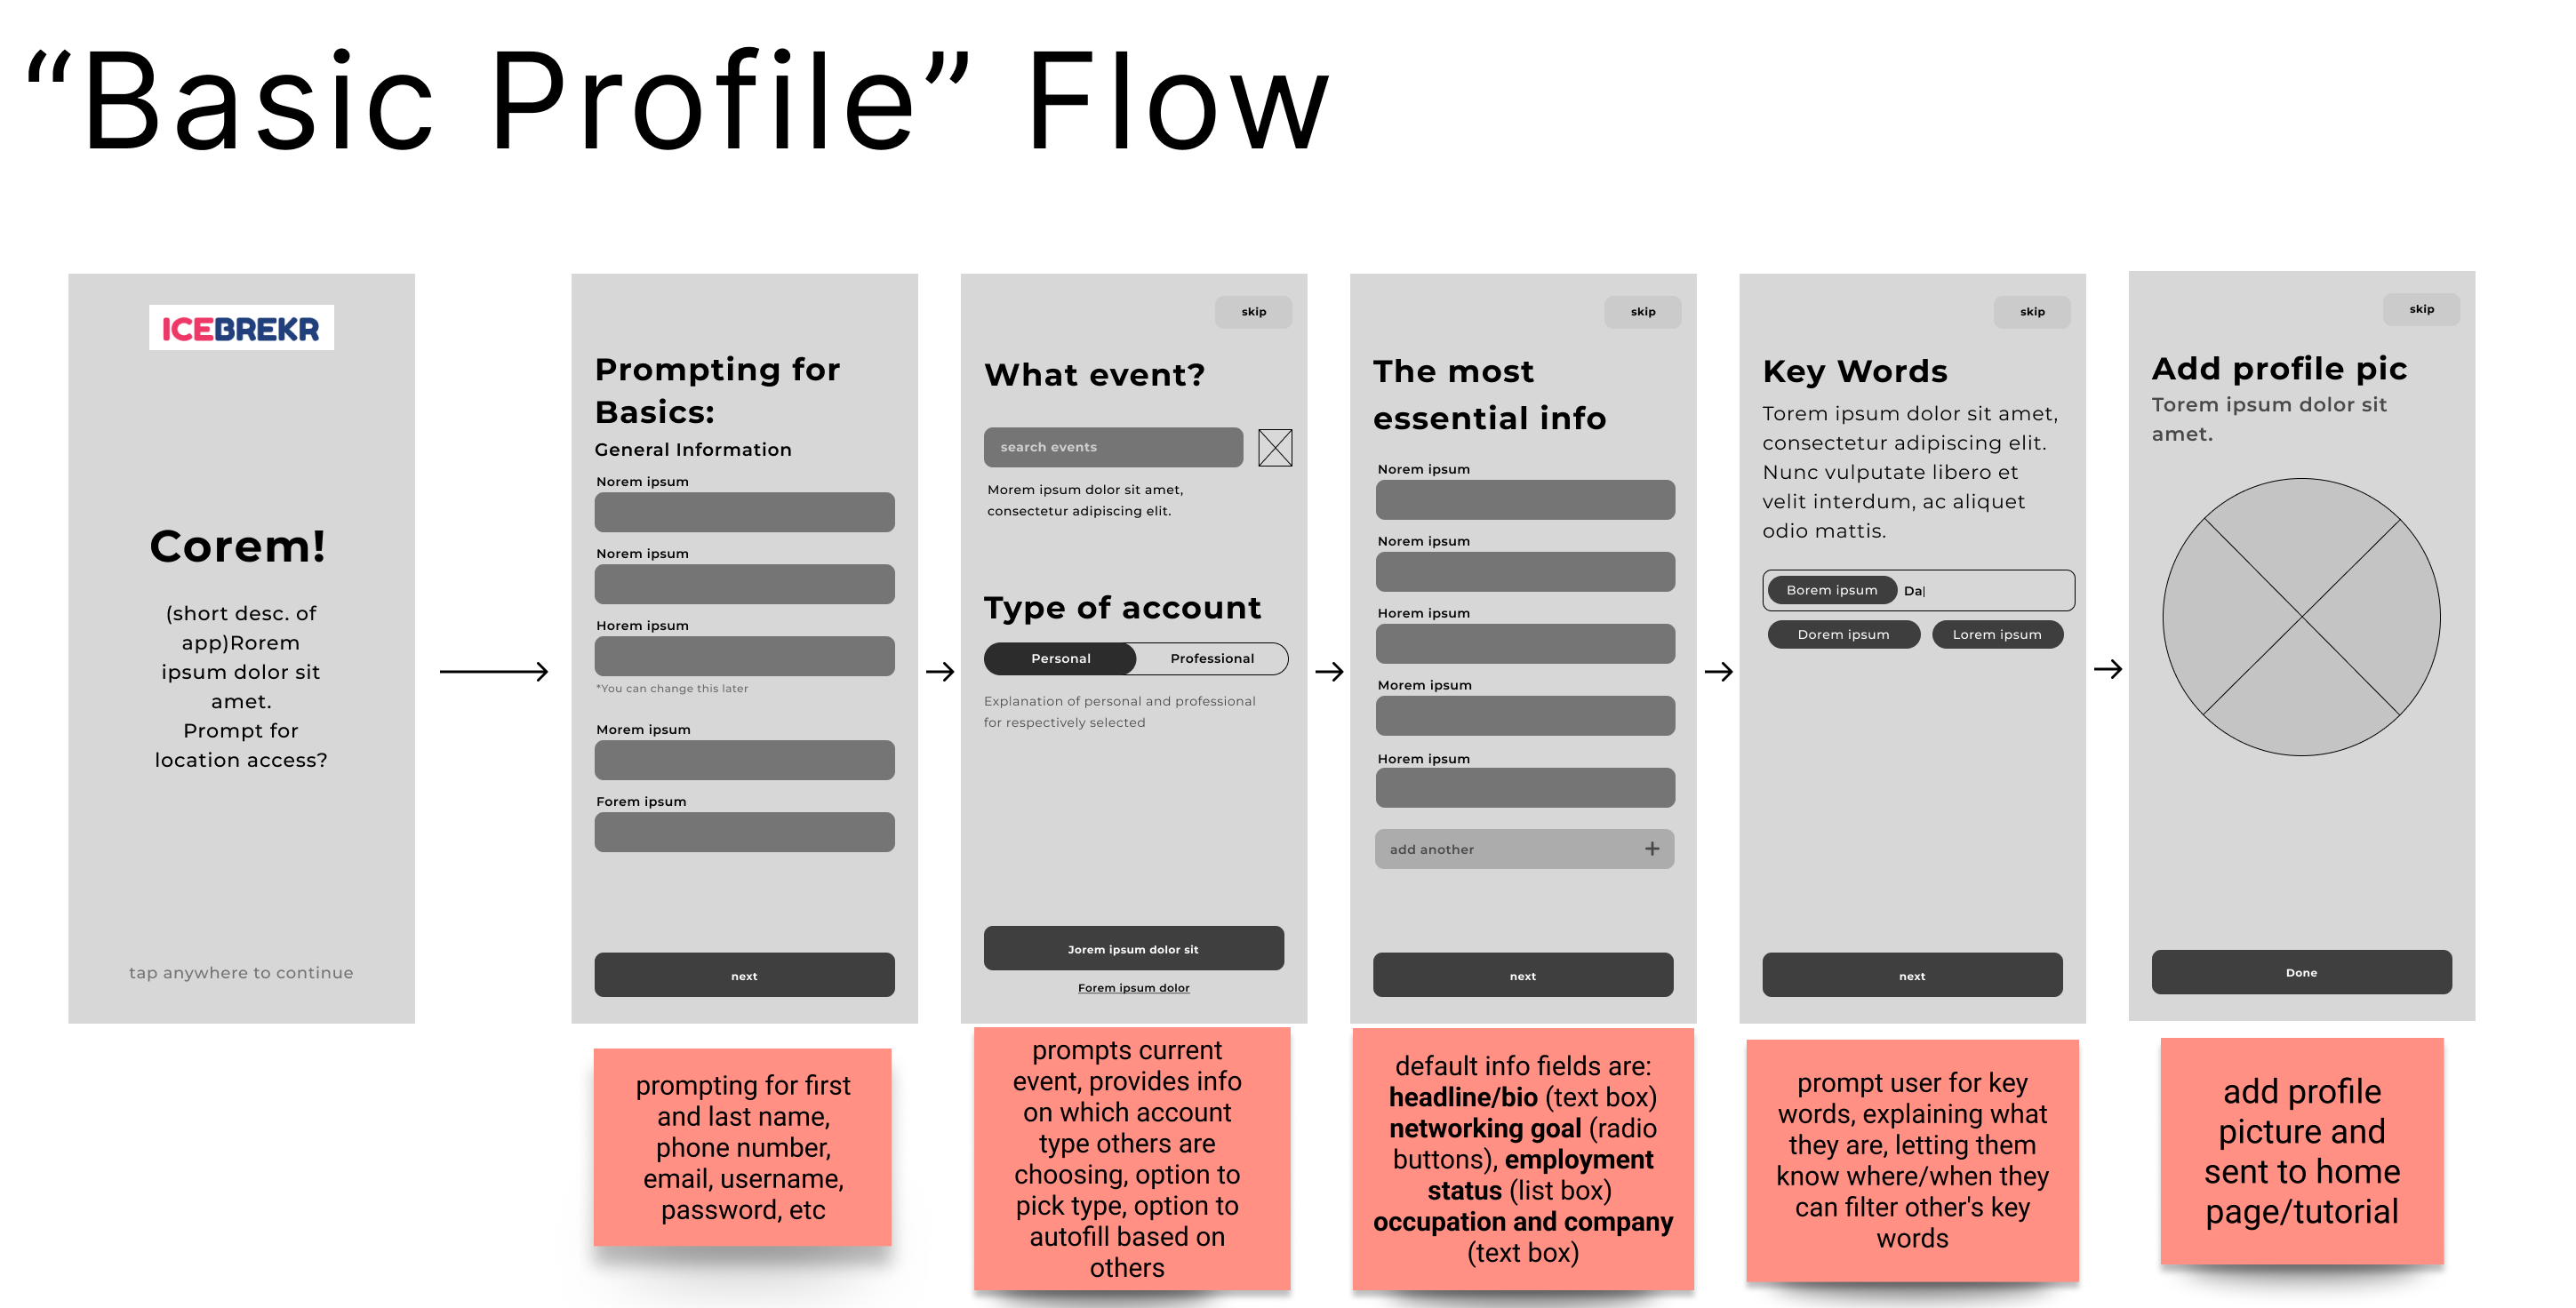 “Basic Profile” Flow
ICEBREKR
Corem!
(short desc. of
app)Rorem
ipsum dolor sit
amet.
Prompt for
location access?
tap anywhere to continue
Prompting for
Basics:
General Information
Norem ipsum
Norem ipsum
Horem ipsum
*You can change this later
Morem ipsum
Forem ipsum
next
prompting for first
and last name,
phone number,
email, username,
password, etc
skip
What event?
search events
Morem ipsum dolor sit amet,
consectetur adipiscing elit.
Type of account
Personal
Professional
Explanation of personal and professional
for respectively selected
Jorem ipsum dolor sit
Forem ipsum dolor
prompts current
event, provides info
on which account
type others are
choosing, option to
pick type, option to
autofill based on
others
skip
The most
essential info
Norem ipsum
Norem ipsum
Horem ipsum
Morem ipsum
Horem ipsum
add another +
next
default info fields are:
headline/bio (text box)
networking goal (radio
buttons), employment
status (list box)
occupation and company
(text box)
skip
Key Words
Torem ipsum dolor sit amet,
consectetur adipiscing elit.
Nunc vulputate libero et
velit interdum, ac aliquet
odio mattis.
Borem ipsum Da|
Dorem ipsum Lorem ipsum
next
prompt user for key
words, explaining what
they are, letting them
know where/when they
can filter other's key
words
skip
Add profile pic
Torem ipsum dolor sit
amet.
Done
add profile
picture and
sent to home
page/tutorial